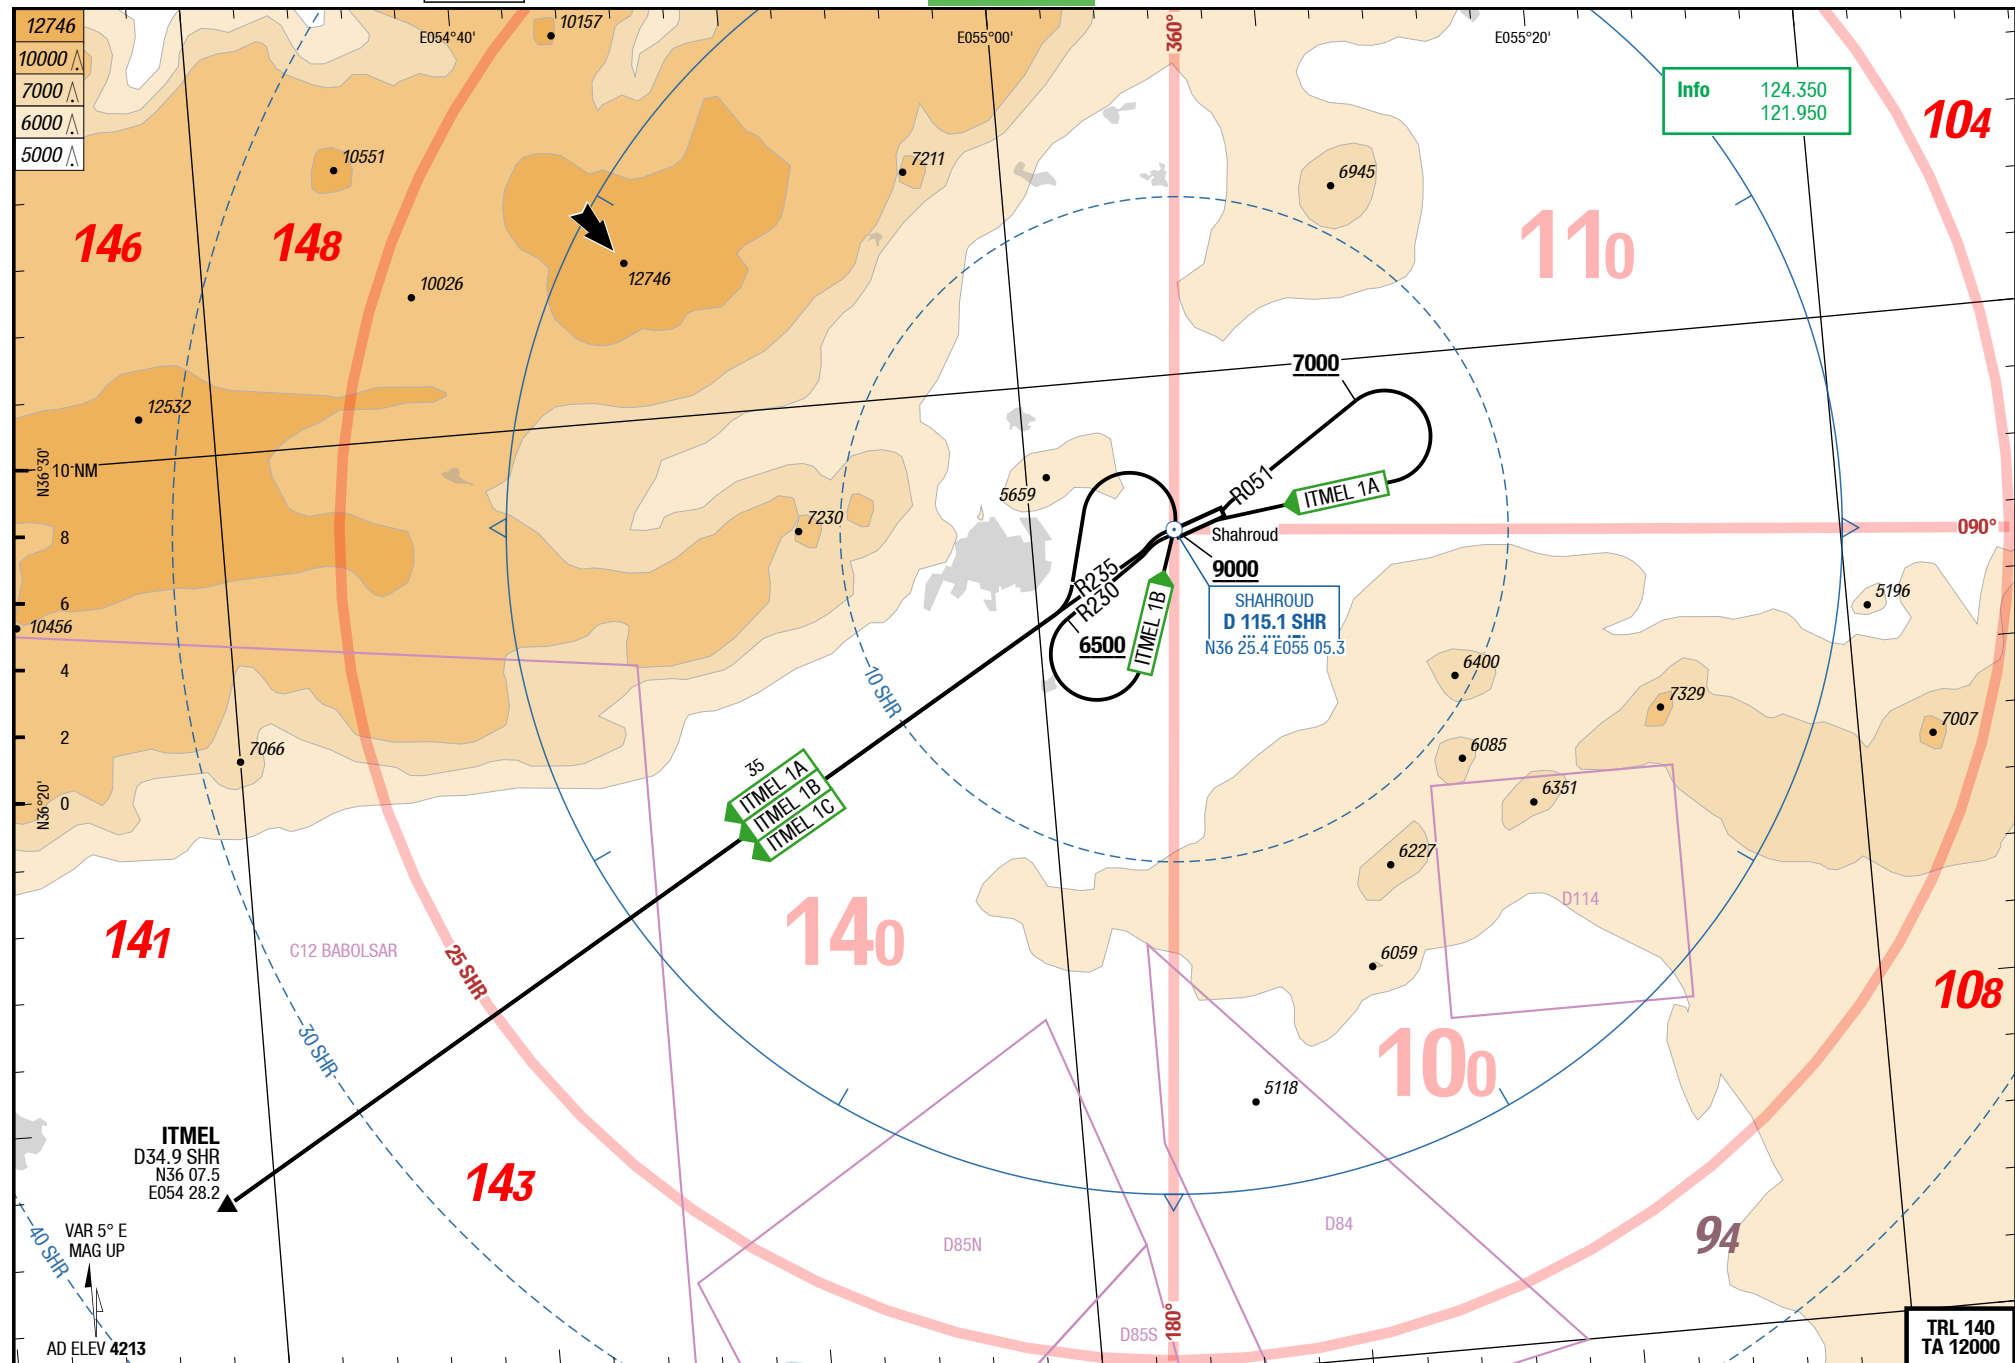 12746
10000
7000
6000
5000
E054°40'
10157
E055°00'
360°
E055°20'
Info 124.350
121.950
104
10551
7211
6945
146
148
110
10026
12746
7000
12532
N36°30'
10 NM
8
6
4
2
0
N36°20'
5659
R051
ITMEL 1A
7230
Shahroud
090°
9000
R235
R230
ITMEL 1B
6500
SHAHROUD
D 115.1 SHR
N36 25.4 E055 05.3
5196
10456
6400
7329
7007
10 SHR
7066
6085
6351
35
ITMEL 1A
ITMEL 1B
ITMEL 1C
6227
D114
141
C12 BABOLSAR
140
25 SHR
6059
108
30 SHR
100
5118
ITMEL
D34.9 SHR
N36 07.5
E054 28.2
143
D84
94
D85N
40 SHR
VAR 5° E
MAG UP
D85S
180°
AD ELEV 4213
TRL 140
TA 12000